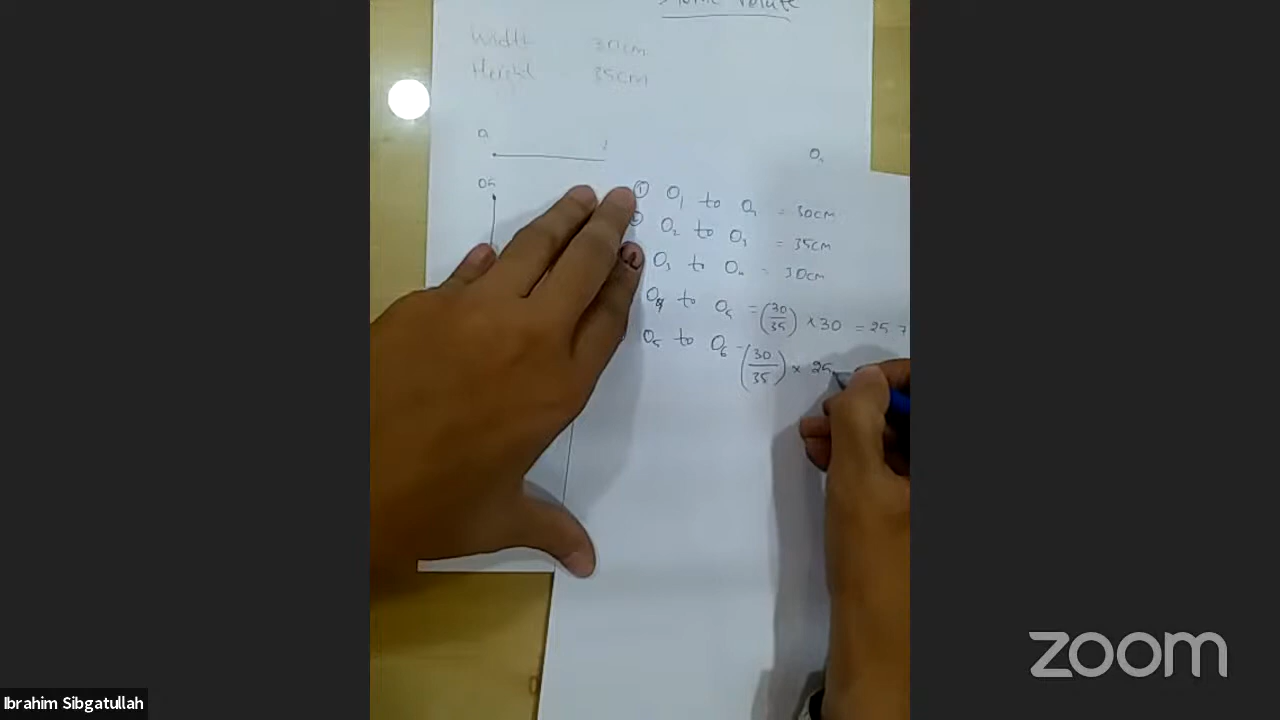 Volute
Width 30cm
Height 35cm
O₁
① O₁ to O₂ = 30cm
O₂ to O₃ = 35cm
O₃ to O₄ = 30cm
O₄ to O₅ = (30/35) × 30 = 25.7
O₅ to O₆ = (30/35) × 25
zoom
Ibrahim Sibgatullah